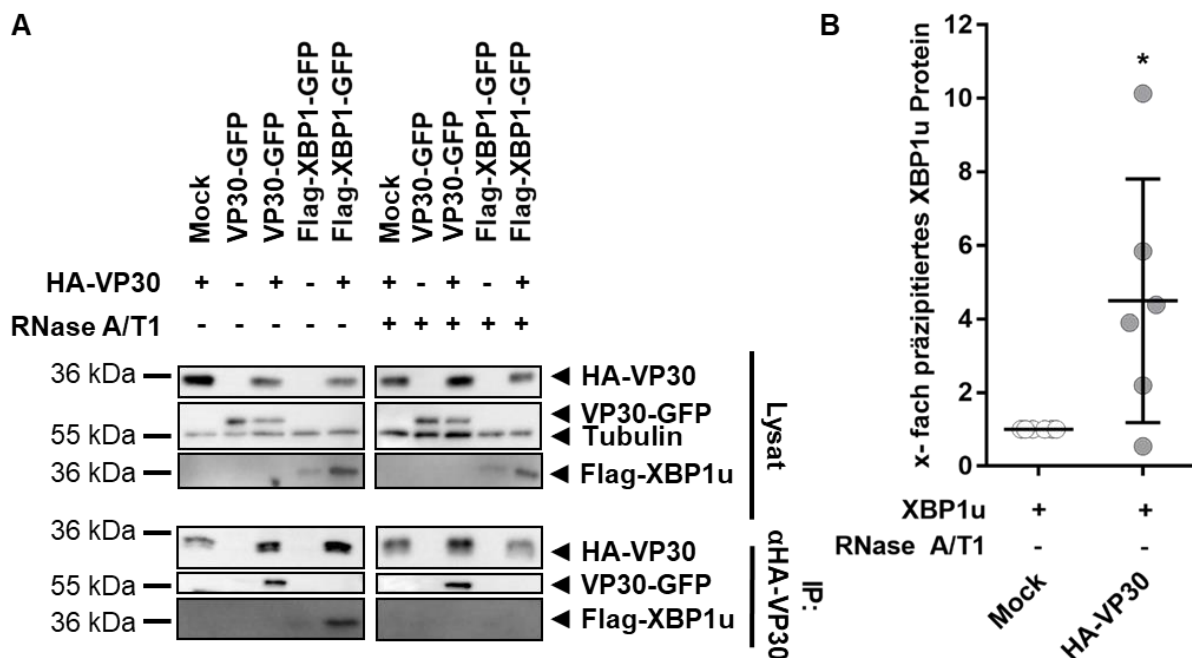 A
Mock
VP30-GFP
VP30-GFP
Flag-XBP1-GFP
Flag-XBP1-GFP
Mock
VP30-GFP
VP30-GFP
Flag-XBP1-GFP
Flag-XBP1-GFP
HA-VP30 + - + - + + - + - +
RNase A/T1 - - - - - + + + + +
36 kDa HA-VP30
VP30-GFP
55 kDa Tubulin
36 kDa Flag-XBP1u
Lysat
36 kDa HA-VP30
55 kDa VP30-GFP
36 kDa Flag-XBP1u
IP:
αHA-VP30
B
x- fach präzipitiertes XBP1u Protein
12
10
8
6
4
2
0
*
XBP1u + +
RNase A/T1 - -
Mock
HA-VP30